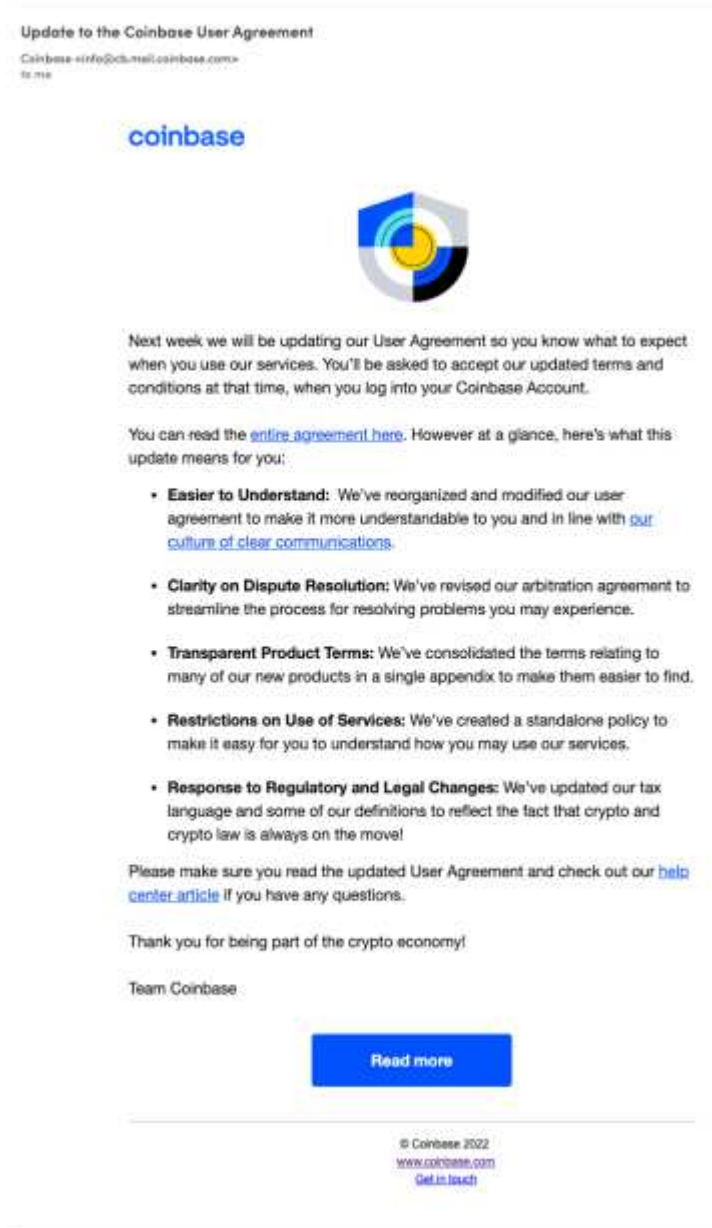 Update to the Coinbase User Agreement
Coinbase <info@cb.mail.coinbase.com>
to me
coinbase
Next week we will be updating our User Agreement so you know what to expect
when you use our services. You'll be asked to accept our updated terms and
conditions at that time, when you log into your Coinbase Account.
You can read the entire agreement here. However at a glance, here's what this
update means for you:
• Easier to Understand: We've reorganized and modified our user
agreement to make it more understandable to you and in line with our
culture of clear communications.
• Clarity on Dispute Resolution: We've revised our arbitration agreement to
streamline the process for resolving problems you may experience.
• Transparent Product Terms: We've consolidated the terms relating to
many of our new products in a single appendix to make them easier to find.
• Restrictions on Use of Services: We've created a standalone policy to
make it easy for you to understand how you may use our services.
• Response to Regulatory and Legal Changes: We've updated our tax
language and some of our definitions to reflect the fact that crypto and
crypto law is always on the move!
Please make sure you read the updated User Agreement and check out our help
center article if you have any questions.
Thank you for being part of the crypto economy!
Team Coinbase
Read more
© Coinbase 2022
www.coinbase.com
Get in touch